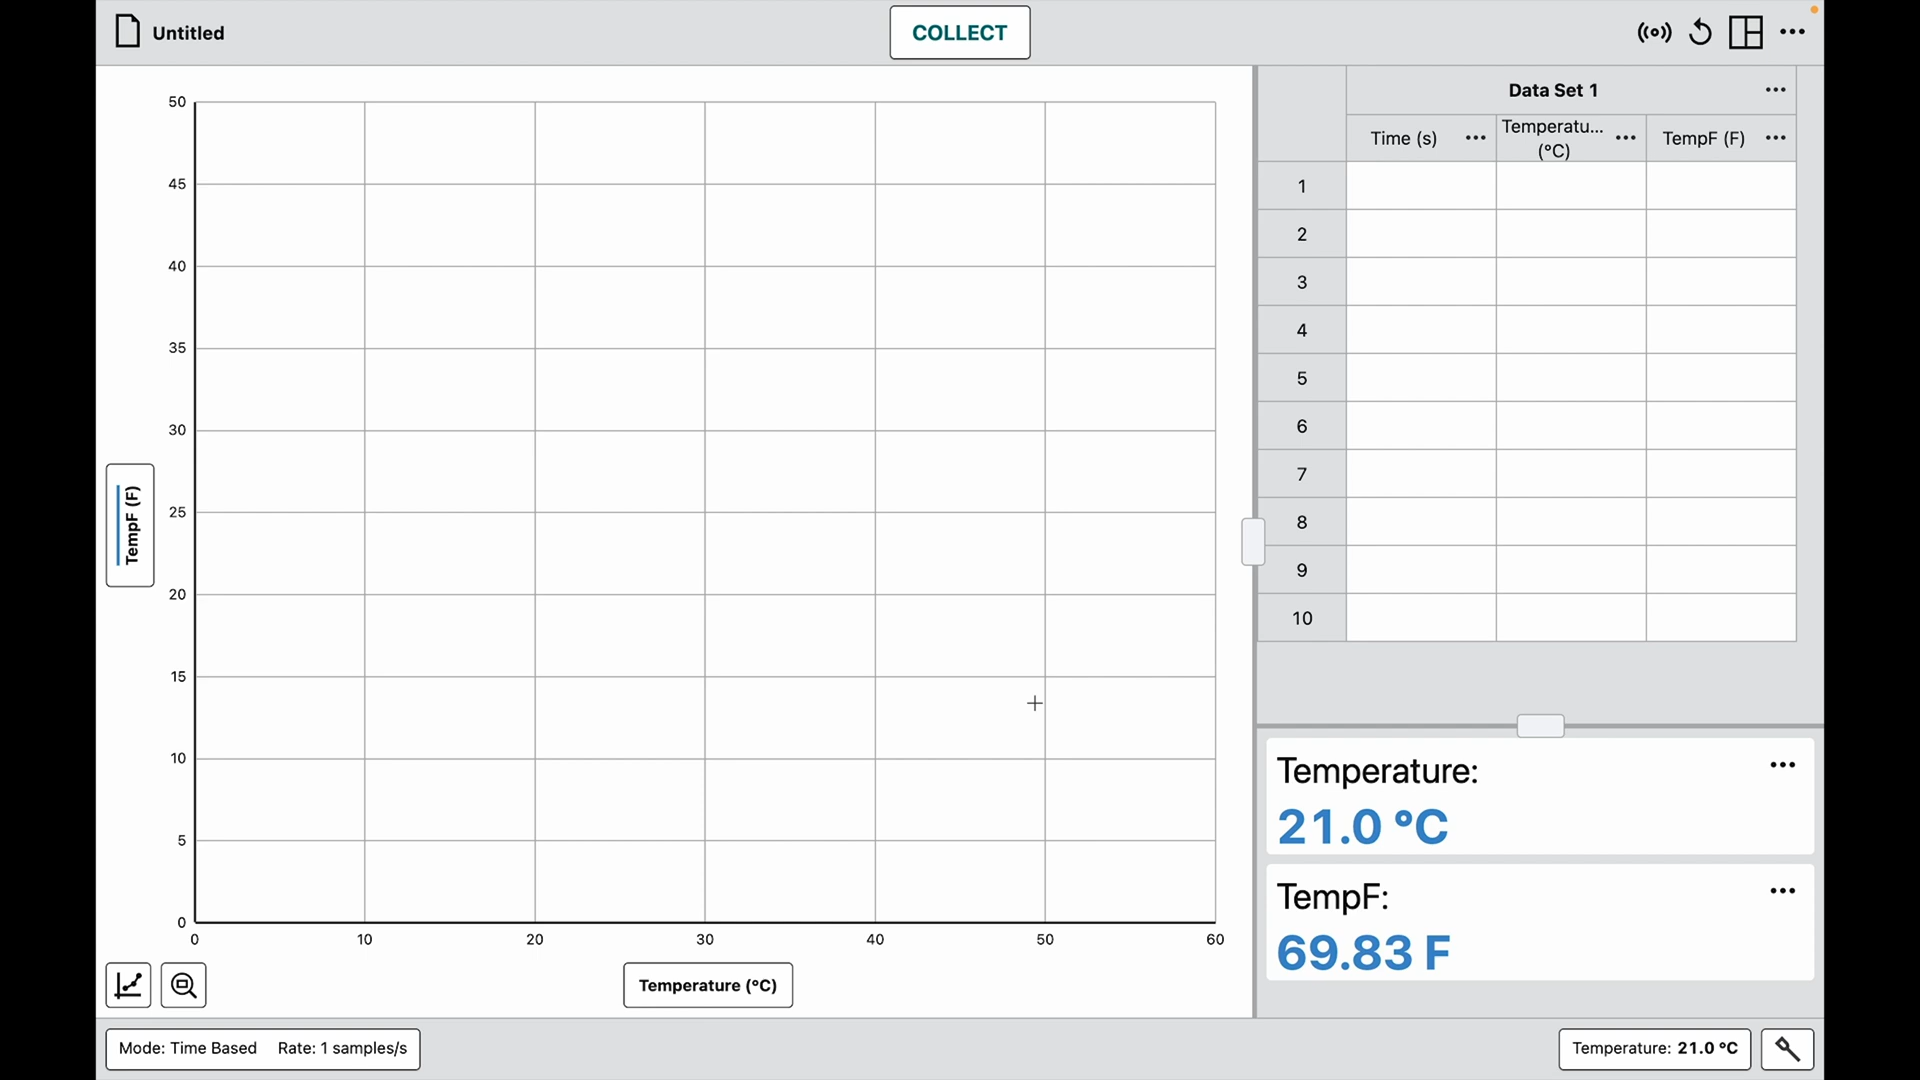 Untitled
COLLECT
Data Set 1
Time (s)
Temperatu...
(°C)
TempF (F)
1
2
3
4
5
6
7
8
9
10
50
45
40
35
30
25
20
15
10
5
0
TempF (F)
0 10 20 30 40 50 60
Temperature (°C)
Temperature:
21.0 °C
TempF:
69.83 F
Mode: Time Based Rate: 1 samples/s
Temperature: 21.0 °C